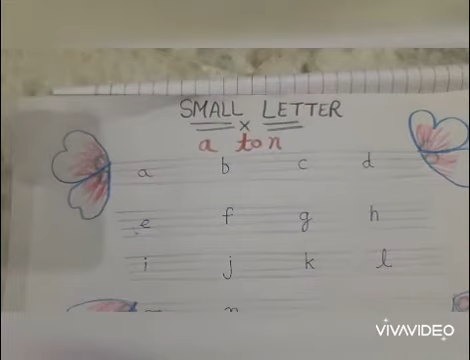 SMALL LETTER
x
a to n
a b c d
e f g h
i j k l
n
VIVAVIDEO